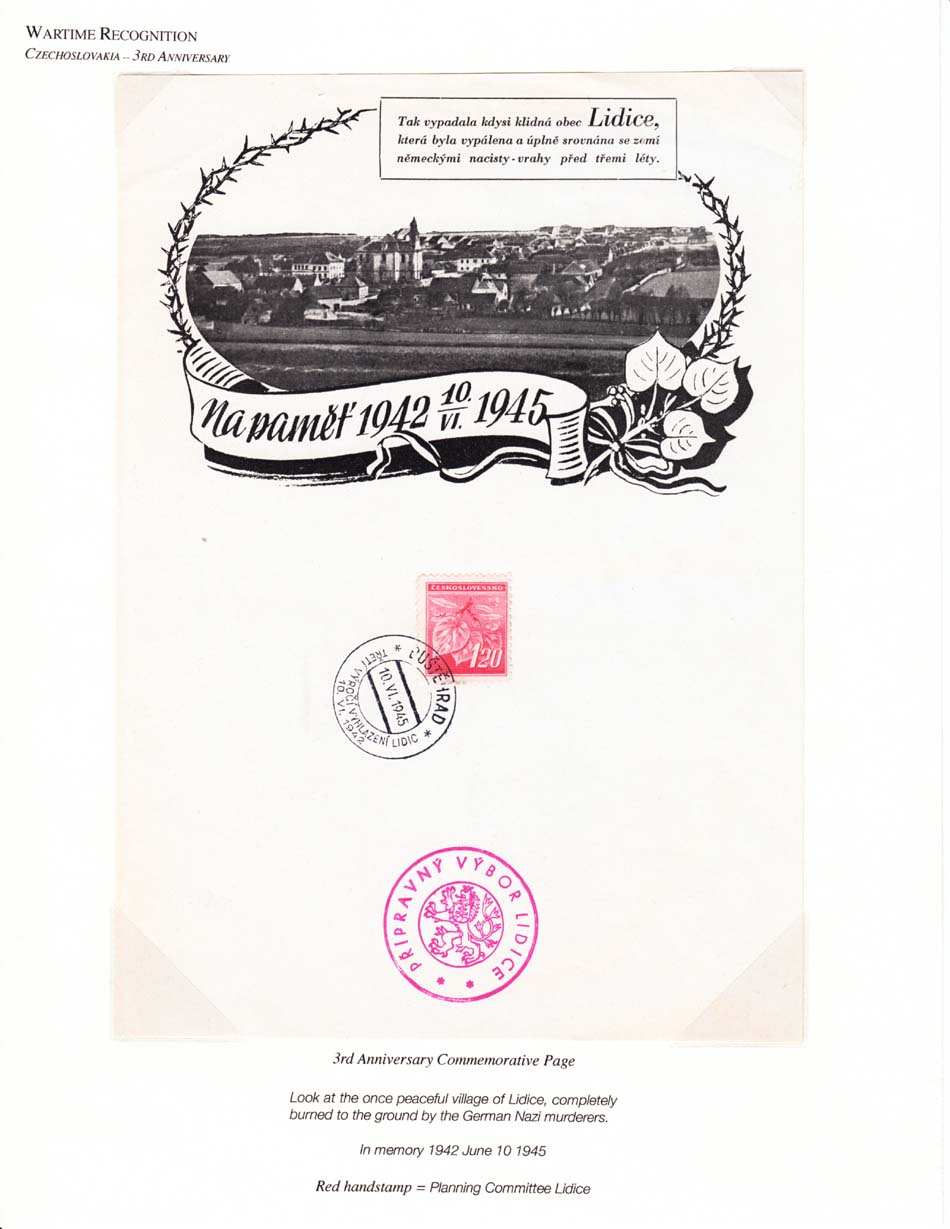 WARTIME RECOGNITION
CZECHOSLOVAKIA -- 3RD ANNIVERSARY
Tak vypadala kdysi klidná obec Lidice,
která byla vypálena a úplně srovnána se zemí
německými nacisty-vrahy před třemi léty.
Na paměť 1942 10. VI. 1945
ČESKOSLOVENSKO
1.20
* BUŠTĚHRAD *
10.VI.1945
TŘETÍ VÝROČÍ VYHLAZENÍ LIDIC
10.VI.1942
PŘÍPRAVNÝ VÝBOR LIDICE
* *
3rd Anniversary Commemorative Page
Look at the once peaceful village of Lidice, completely
burned to the ground by the German Nazi murderers.
In memory 1942 June 10 1945
Red handstamp = Planning Committee Lidice